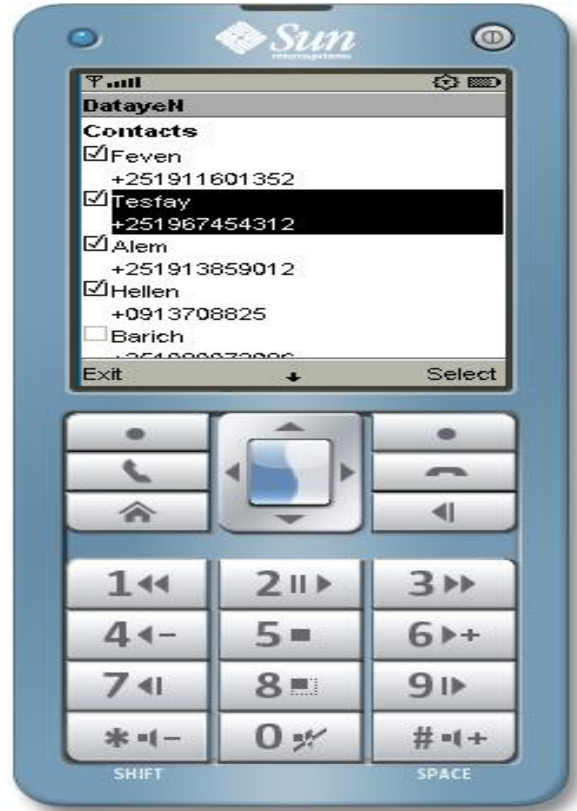 Sun
microsystems
DatayeN
Contacts
Feven
+251911601352
Tesfay
+251967454312
Alem
+251913859012
Hellen
+0913708825
Barich
Exit
Select
1
2
3
4 -
5
6 +
7
8
9
* -
0
# +
SHIFT
SPACE